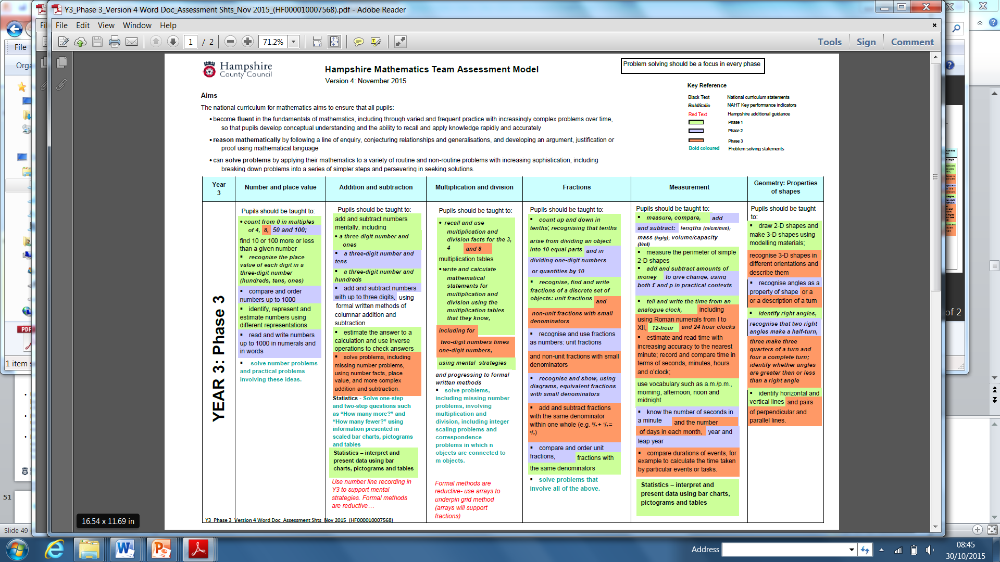 Y3_Phase 3_Version 4 Word Doc_Assessment Shts_Nov 2015_(HF000010007568).pdf - Adobe Reader
File Edit View Window Help
1 / 2
71.2%
Tools Sign Comment
File
Orga
1 item s
51
Slide 49 o
of 2
Hampshire
County Council
Hampshire Mathematics Team Assessment Model
Version 4: November 2015
Problem solving should be a focus in every phase
Key Reference
Black Text National curriculum statements
Bold/italic NAHT Key performance indicators
Red Text Hampshire additional guidance
Phase 1
Phase 2
Phase 3
Bold coloured Problem solving statements
Aims
The national curriculum for mathematics aims to ensure that all pupils:
• become fluent in the fundamentals of mathematics, including through varied and frequent practice with increasingly complex problems over time,
so that pupils develop conceptual understanding and the ability to recall and apply knowledge rapidly and accurately
• reason mathematically by following a line of enquiry, conjecturing relationships and generalisations, and developing an argument, justification or
proof using mathematical language
• can solve problems by applying their mathematics to a variety of routine and non-routine problems with increasing sophistication, including
breaking down problems into a series of simpler steps and persevering in seeking solutions.
Year
3
YEAR 3: Phase 3
Number and place value
Pupils should be taught to:
• count from 0 in multiples
of 4, 8, 50 and 100;
find 10 or 100 more or less
than a given number
▪ recognise the place
value of each digit in a
three-digit number
(hundreds, tens, ones)
▪ compare and order
numbers up to 1000
▪ identify, represent and
estimate numbers using
different representations
▪ read and write numbers
up to 1000 in numerals and
in words
▪ solve number problems
and practical problems
involving these ideas.
Addition and subtraction
Pupils should be taught to:
add and subtract numbers
mentally, including
• a three digit number and
ones
▪ a three-digit number and
tens
▪ a three-digit number and
hundreds
▪ add and subtract numbers
with up to three digits, using
formal written methods of
columnar addition and
subtraction
▪ estimate the answer to a
calculation and use inverse
operations to check answers
▪ solve problems, including
missing number problems,
using number facts, place
value, and more complex
addition and subtraction.
Statistics - Solve one-step
and two-step questions such
as “How many more?” and
“How many fewer?” using
information presented in
scaled bar charts, pictograms
and tables
Statistics – interpret and
present data using bar
charts, pictograms and tables
Use number line recording in
Y3 to support mental
strategies. Formal methods
are reductive…
Multiplication and division
Pupils should be taught to:
• recall and use
multiplication and
division facts for the 3,
4 and 8
multiplication tables
• write and calculate
mathematical
statements for
multiplication and
division using the
multiplication tables
that they know,
including for
two-digit numbers times
one-digit numbers,
using mental strategies
and progressing to formal
written methods
▪ solve problems,
including missing number
problems, involving
multiplication and
division, including integer
scaling problems and
correspondence
problems in which n
objects are connected to
m objects.
Formal methods are
reductive- use arrays to
underpin grid method
(arrays will support
fractions)
Fractions
Pupils should be taught to:
▪ count up and down in
tenths; recognising that tenths
arise from dividing an object
into 10 equal parts and in
dividing one-digit numbers
or quantities by 10
▪ recognise, find and write
fractions of a discrete set of
objects: unit fractions and
non-unit fractions with small
denominators
▪ recognise and use fractions
as numbers: unit fractions
and non-unit fractions with small
denominators
▪ recognise and show, using
diagrams, equivalent fractions
with small denominators
▪ add and subtract fractions
with the same denominator
within one whole (e.g. 5/7 + 1/7 =
6/7)
▪ compare and order unit
fractions, fractions with
the same denominators
▪ solve problems that
involve all of the above.
Measurement
Pupils should be taught to:
▪ measure, compare, add
and subtract: lengths (m/cm/mm);
mass (kg/g); volume/capacity
(l/ml)
▪ measure the perimeter of simple
2-D shapes
▪ add and subtract amounts of
money to give change, using
both £ and p in practical contexts
▪ tell and write the time from an
analogue clock, including
using Roman numerals from I to
XII, 12-hour and 24 hour clocks
▪ estimate and read time with
increasing accuracy to the nearest
minute; record and compare time in
terms of seconds, minutes, hours
and o'clock;
use vocabulary such as a.m./p.m.,
morning, afternoon, noon and
midnight
▪ know the number of seconds in
a minute and the number
of days in each month, year and
leap year
▪ compare durations of events, for
example to calculate the time taken
by particular events or tasks.
Statistics – interpret and
present data using bar charts,
pictograms and tables
Geometry: Properties
of shapes
Pupils should be taught
to:
▪ draw 2-D shapes and
make 3-D shapes using
modelling materials;
recognise 3-D shapes in
different orientations and
describe them
▪ recognise angles as a
property of shape or a
or a description of a turn
▪ identify right angles,
recognise that two right
angles make a half-turn,
three make three
quarters of a turn and
four a complete turn;
identify whether angles
are greater than or less
than a right angle
▪ identify horizontal and
vertical lines and pairs
of perpendicular and
parallel lines.
Y3 Phase 3 Version 4 Word Doc Assessment Shts Nov 2015 (HF000010007568)
16.54 x 11.69 in
Address
08:45
30/10/2015